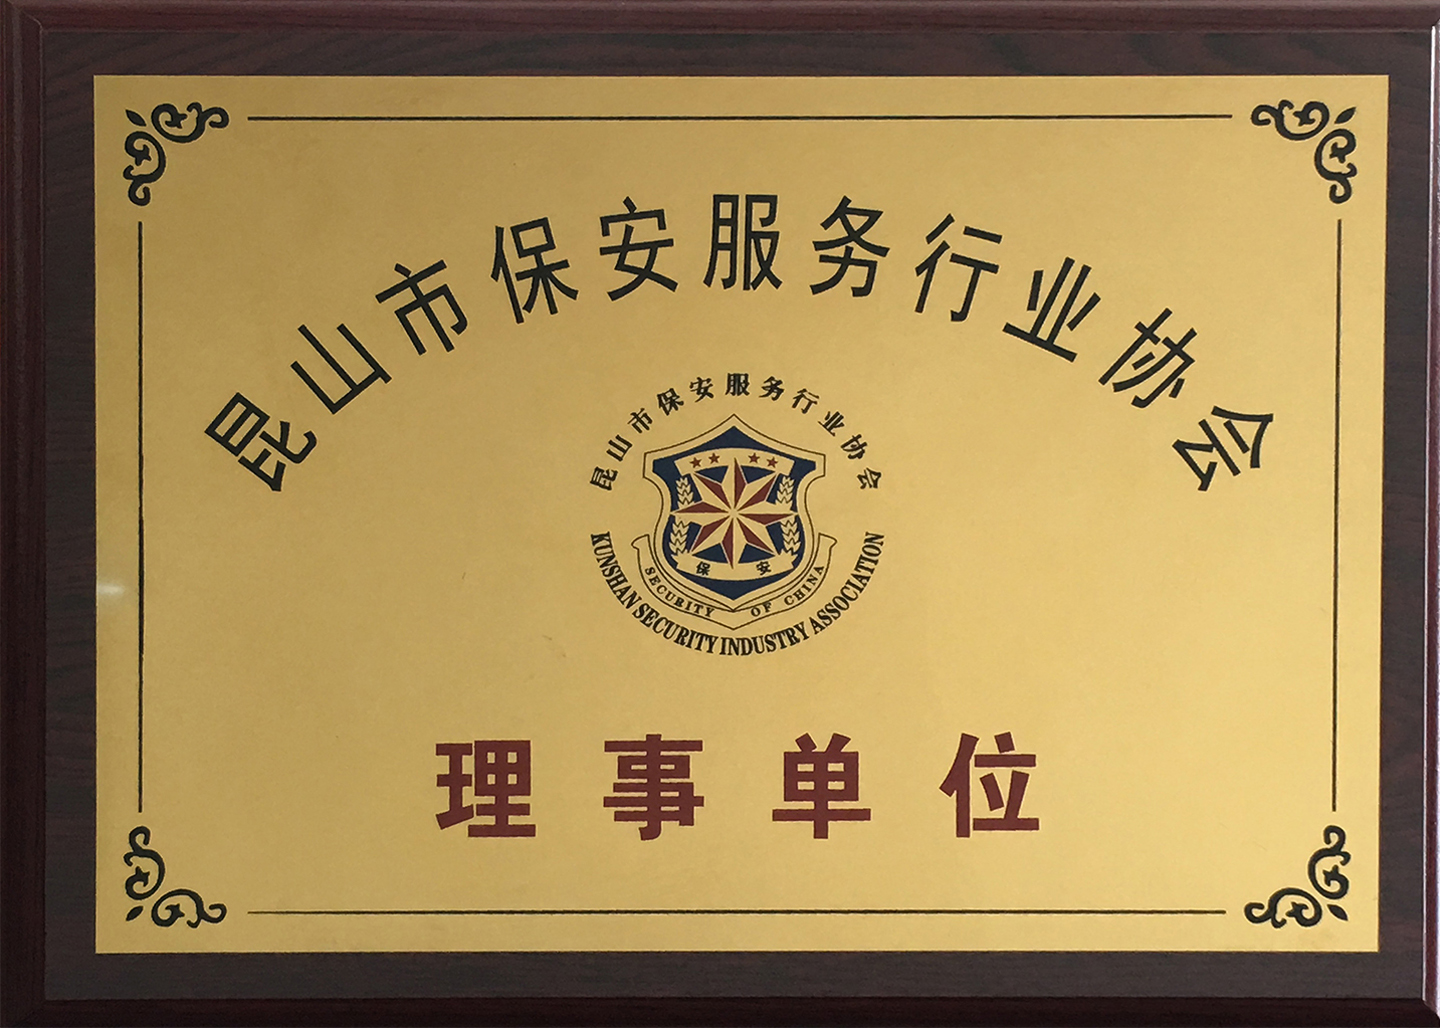 昆山市保安服务行业协会
昆山市保安服务行业协会
保 安
SECURITY OF CHINA
KUNSHAN SECURITY INDUSTRY ASSOCIATION
理事单位